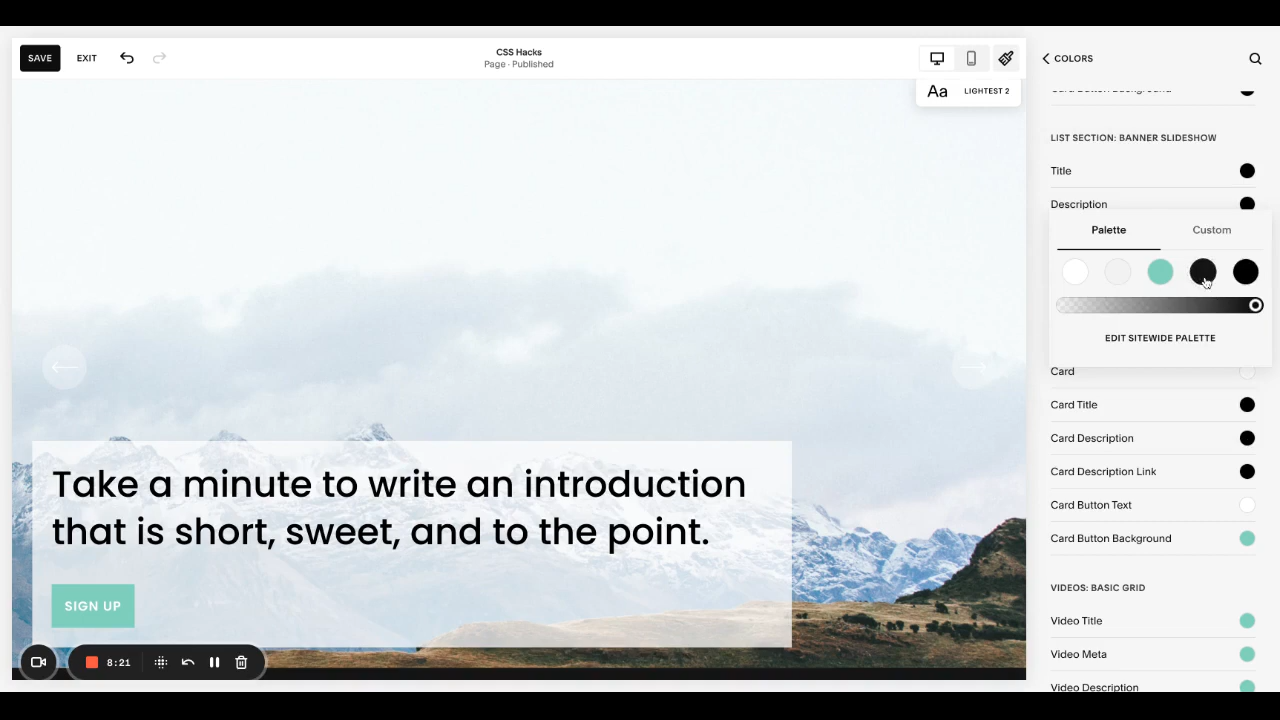 SAVE
EXIT
CSS Hacks
Page · Published
COLORS
Aa LIGHTEST 2
Card Button Background
LIST SECTION: BANNER SLIDESHOW
Title
Description
Palette
Custom
EDIT SITEWIDE PALETTE
Card
Card Title
Card Description
Card Description Link
Card Button Text
Card Button Background
VIDEOS: BASIC GRID
Video Title
Video Meta
Video Description
Take a minute to write an introduction
that is short, sweet, and to the point.
SIGN UP
8:21